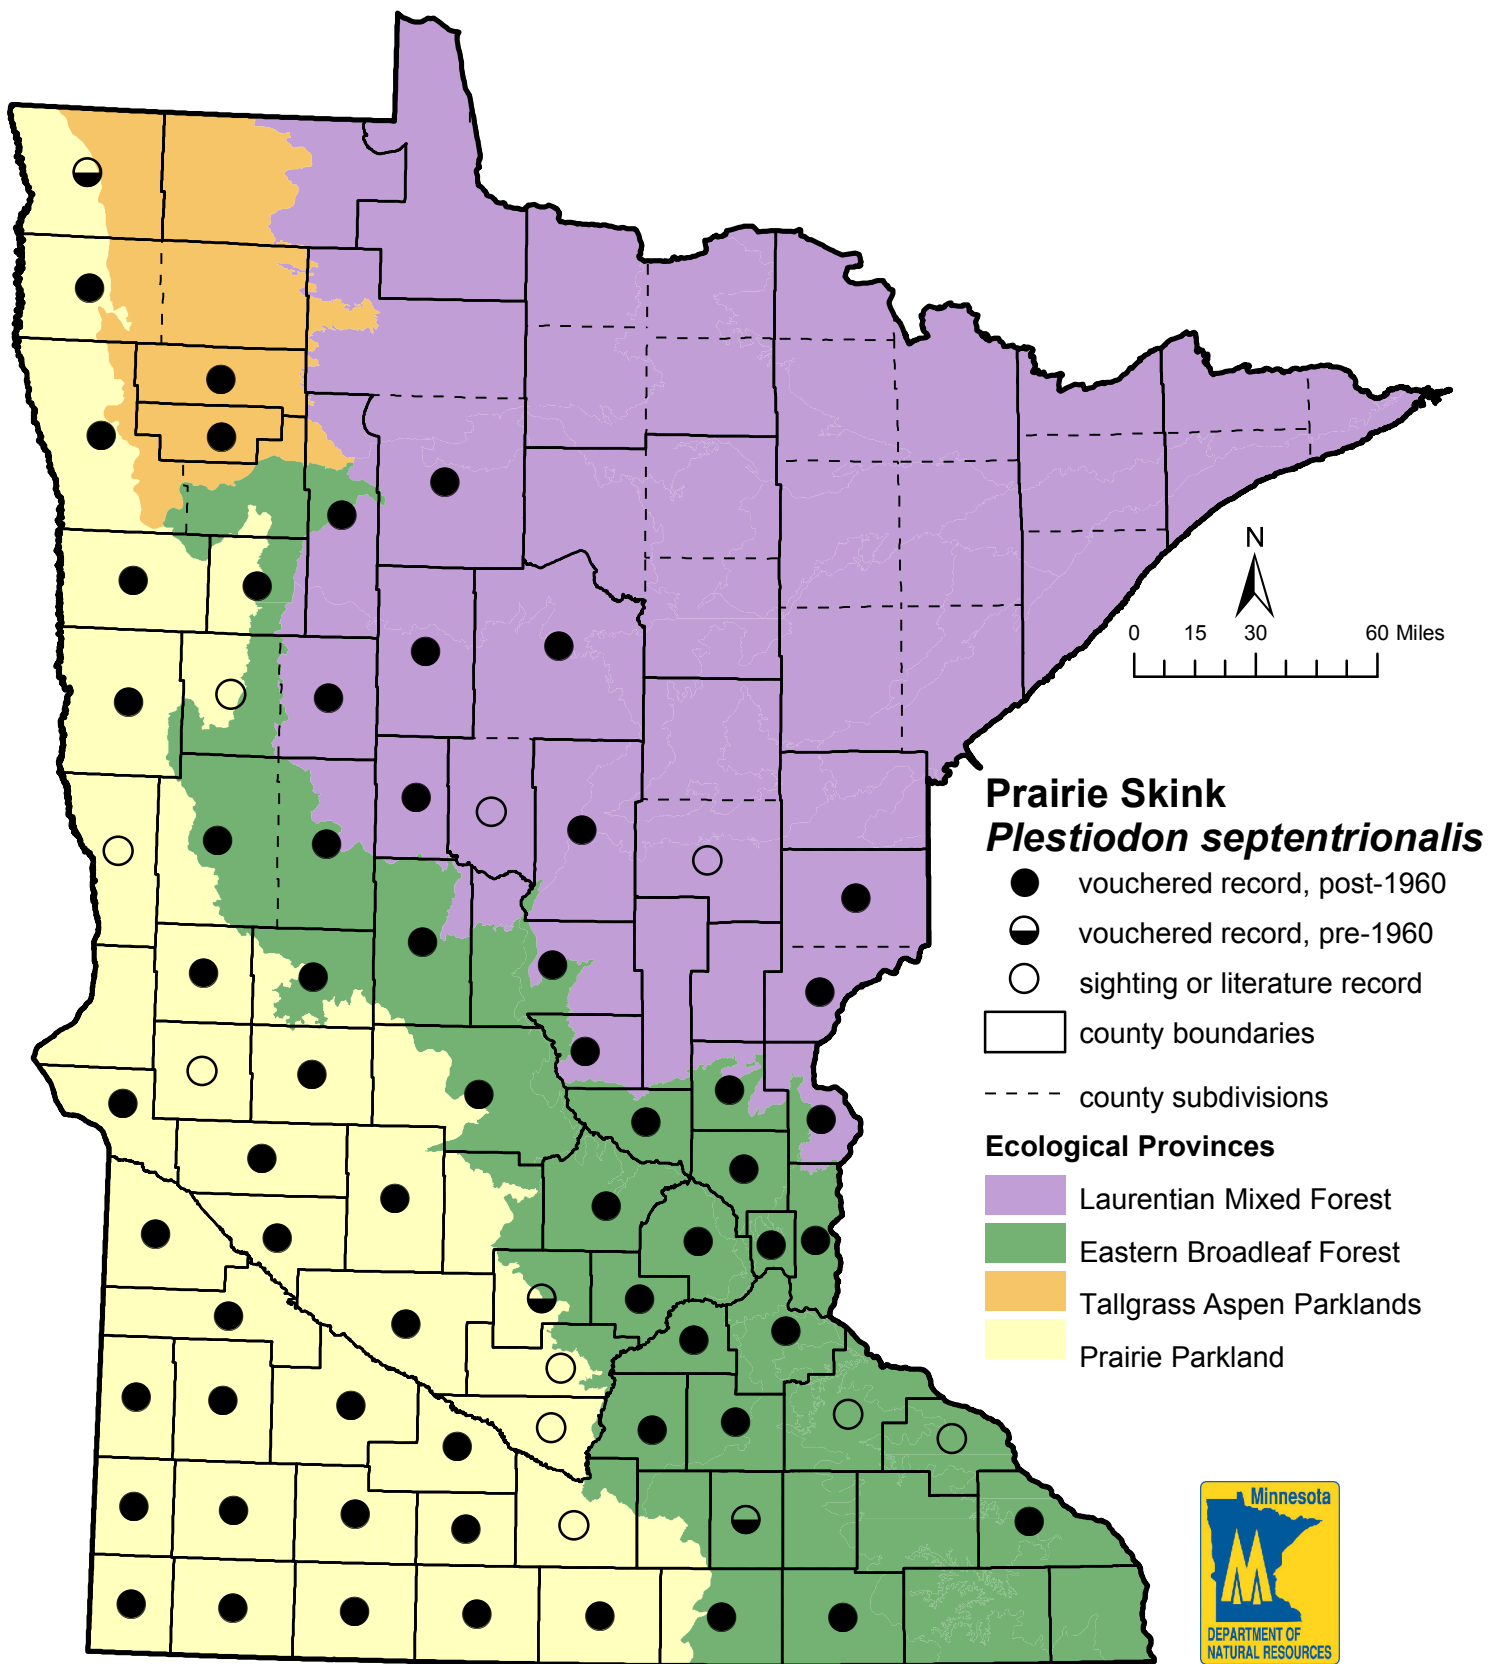 N
0 15 30 60 Miles
Prairie Skink
Plestiodon septentrionalis
vouchered record, post-1960
vouchered record, pre-1960
sighting or literature record
county boundaries
county subdivisions
Ecological Provinces
Laurentian Mixed Forest
Eastern Broadleaf Forest
Tallgrass Aspen Parklands
Prairie Parkland
Minnesota
DEPARTMENT OF
NATURAL RESOURCES